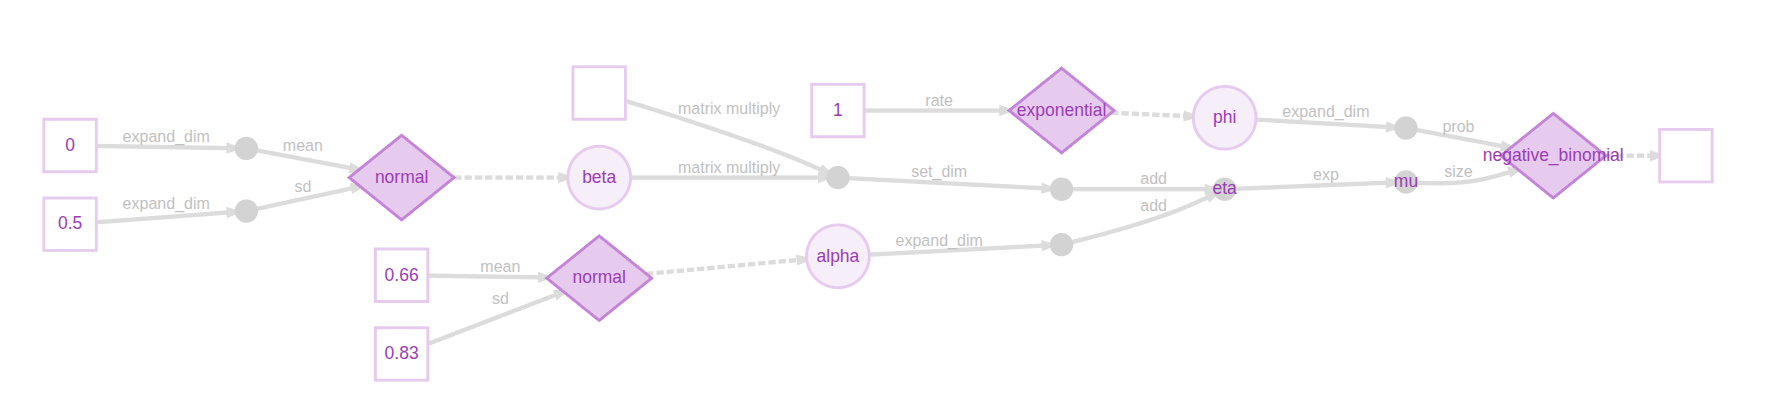 0
0.5
expand_dim
expand_dim
mean
sd
normal
0.66
0.83
mean
sd
normal
beta
matrix multiply
matrix multiply
alpha
1
rate
set_dim
expand_dim
exponential
add
add
phi
eta
expand_dim
exp
mu
prob
size
negative_binomial